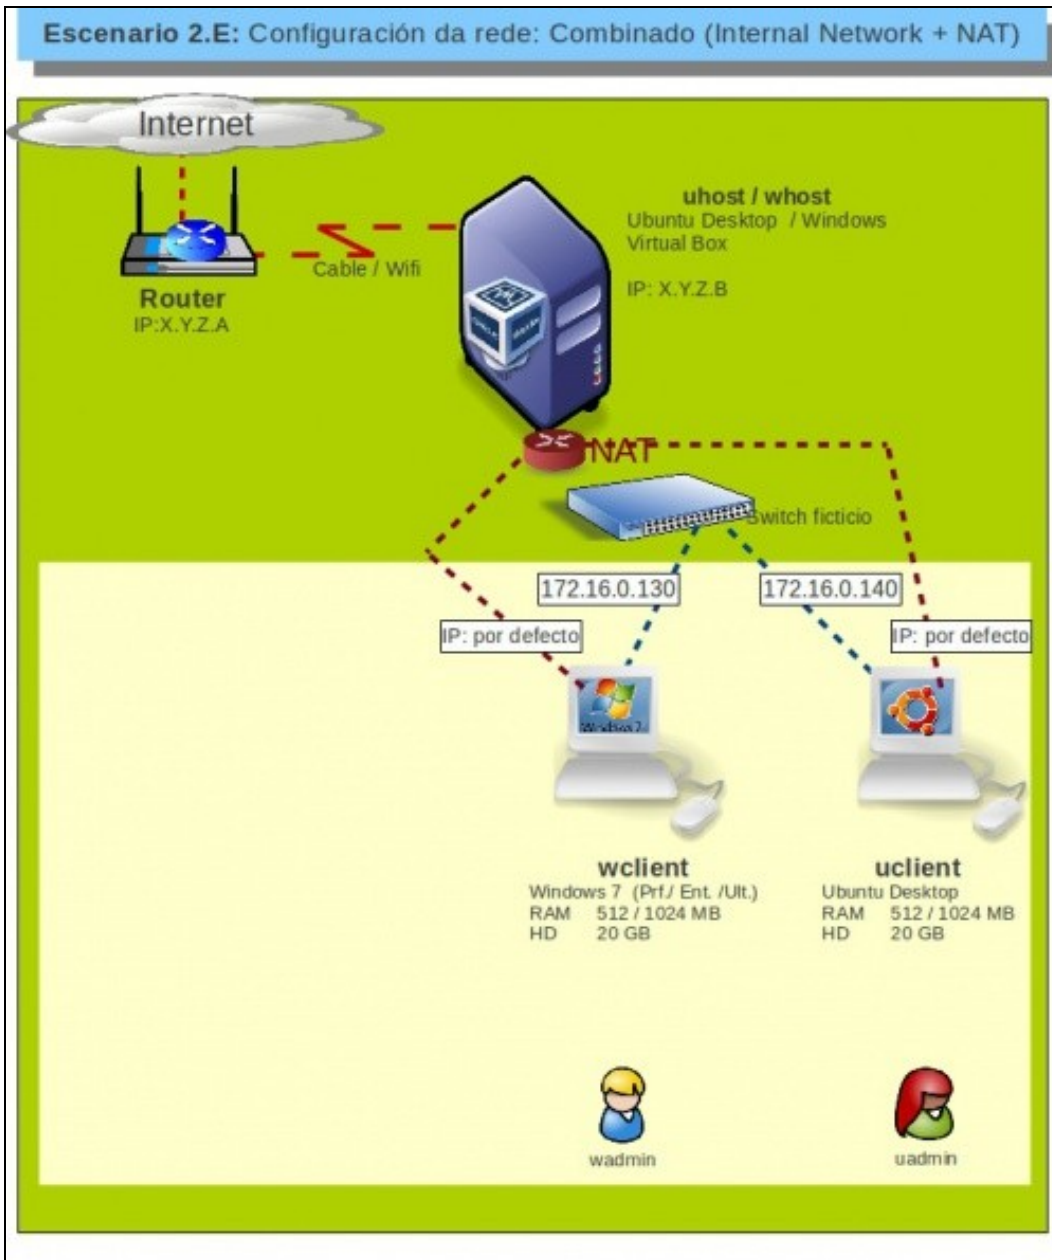 Escenario 2.E: Configuración da rede: Combinado (Internal Network + NAT)
Internet
uhost / whost
Ubuntu Desktop / Windows
Virtual Box
IP: X.Y.Z.B
Cable / Wifi
Router
IP:X.Y.Z.A
NAT
Switch ficticio
172.16.0.130
172.16.0.140
IP: por defecto
IP: por defecto
Windows 7
wclient
Windows 7 (Prf./ Ent. /Ult.)
RAM 512 / 1024 MB
HD 20 GB
uclient
Ubuntu Desktop
RAM 512 / 1024 MB
HD 20 GB
wadmin
uadmin